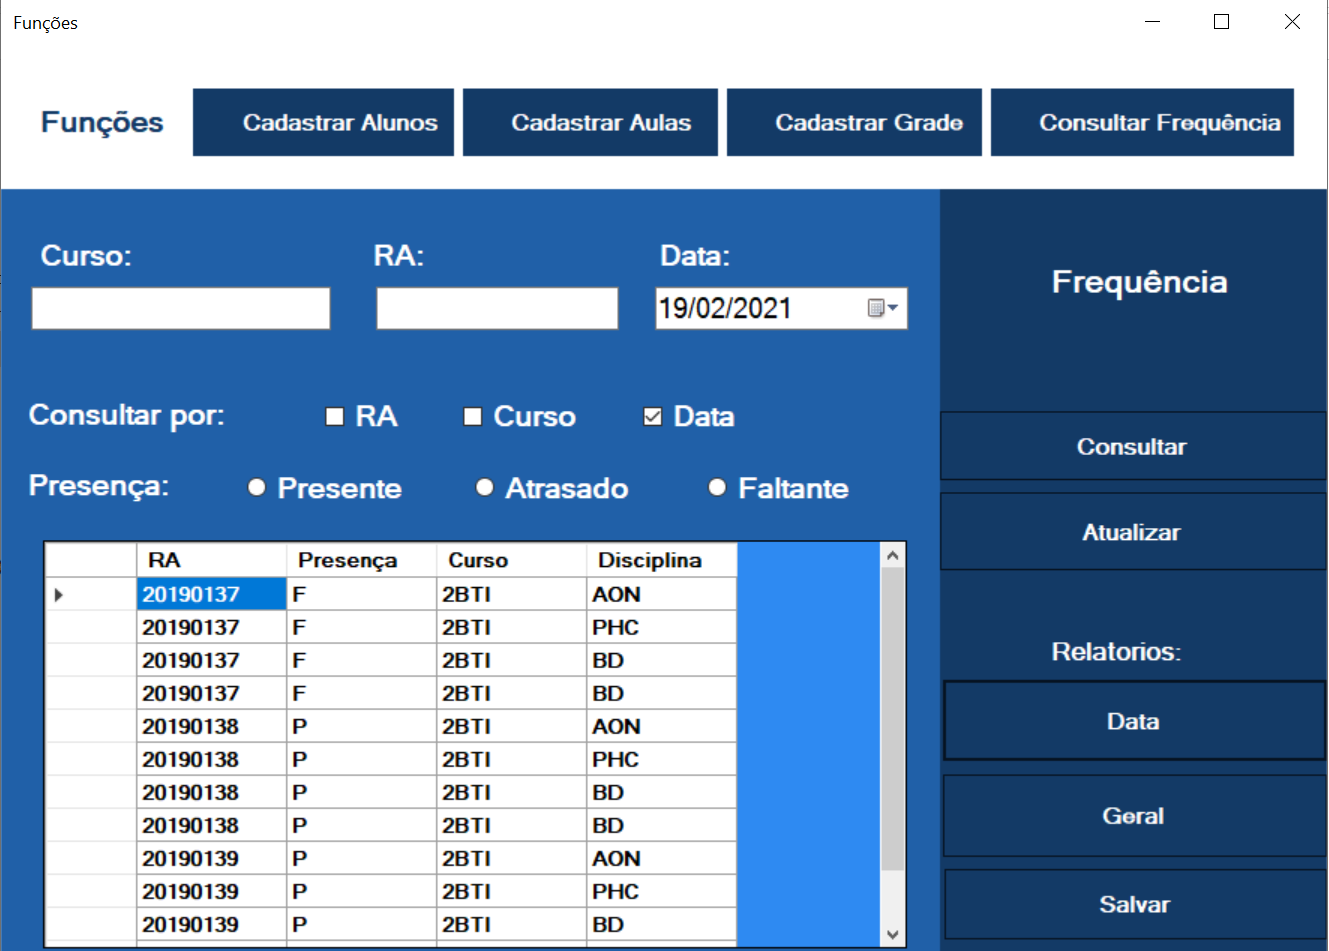 Funções
Funções Cadastrar Alunos Cadastrar Aulas Cadastrar Grade Consultar Frequência
Curso: RA: Data:
19/02/2021
Consultar por: RA Curso Data
Presença: Presente Atrasado Faltante
RA Presença Curso Disciplina
20190137 F 2BTI AON
20190137 F 2BTI PHC
20190137 F 2BTI BD
20190137 F 2BTI BD
20190138 P 2BTI AON
20190138 P 2BTI PHC
20190138 P 2BTI BD
20190138 P 2BTI BD
20190139 P 2BTI AON
20190139 P 2BTI PHC
20190139 P 2BTI BD
Frequência
Consultar
Atualizar
Relatorios:
Data
Geral
Salvar